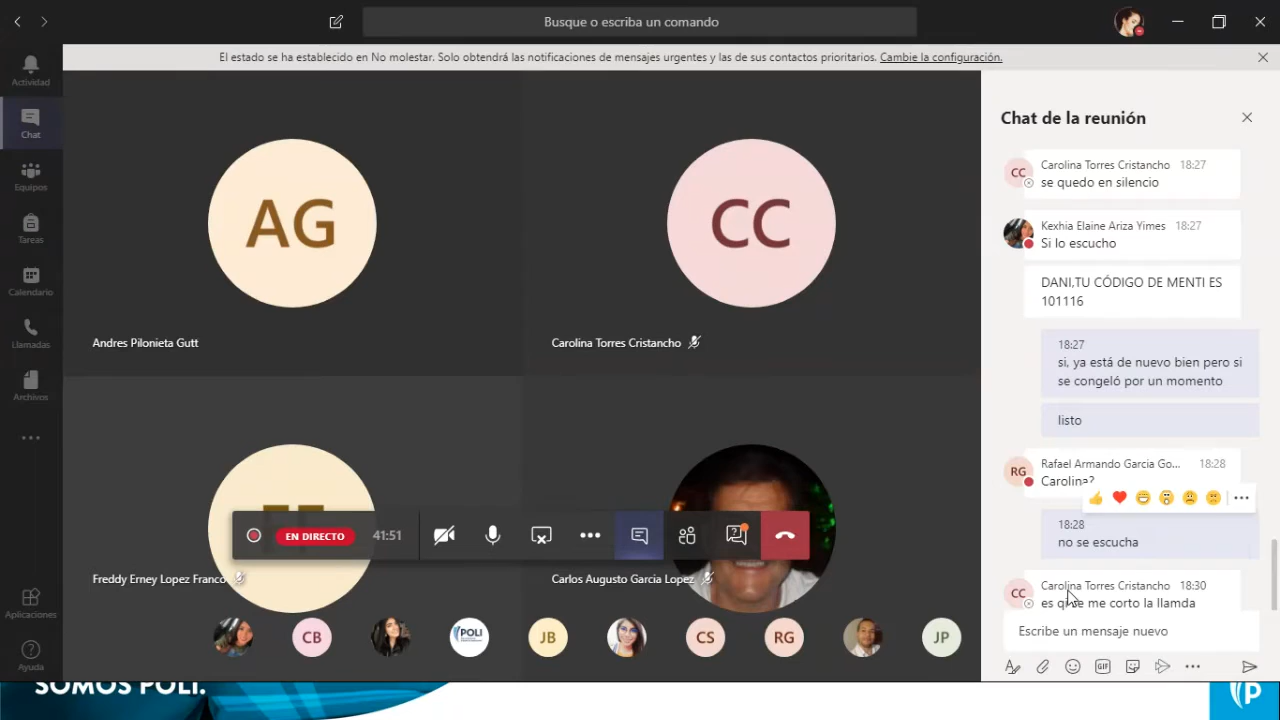 Busque o escriba un comando
El estado se ha establecido en No molestar. Solo obtendrá las notificaciones de mensajes urgentes y las de sus contactos prioritarios. Cambie la configuración.
Actividad
Chat
Equipos
Tareas
Calendario
Llamadas
Archivos
Aplicaciones
Ayuda
AG
Andres Pilonieta Gutt
CC
Carolina Torres Cristancho
Freddy Erney Lopez Franco
Carlos Augusto Garcia Lopez
EN DIRECTO 41:51
CB
POLI
JB
CS
RG
JP
Chat de la reunión
CC
Carolina Torres Cristancho 18:27
se quedo en silencio
Kexhia Elaine Ariza Yimes 18:27
Si lo escucho
DANI,TU CÓDIGO DE MENTI ES
101116
18:27
si, ya está de nuevo bien pero si
se congeló por un momento
listo
RG
Rafael Armando Garcia Go... 18:28
Carolina?
18:28
no se escucha
CC
Carolina Torres Cristancho 18:30
es que me corto la llamda
Escribe un mensaje nuevo
GIF
SOMOS POLI.